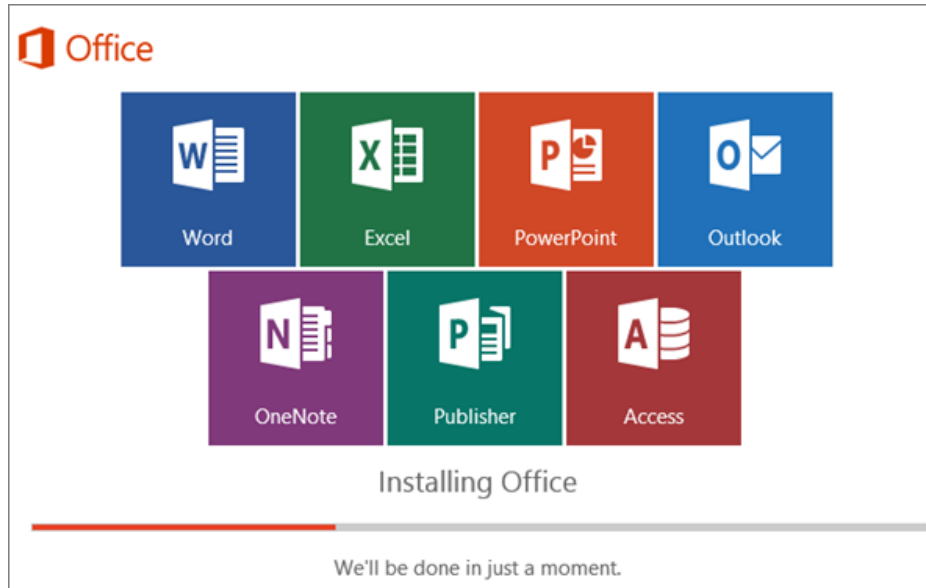 Office
W
X
P
O
Word
Excel
PowerPoint
Outlook
N
P
A
OneNote
Publisher
Access
Installing Office
We'll be done in just a moment.